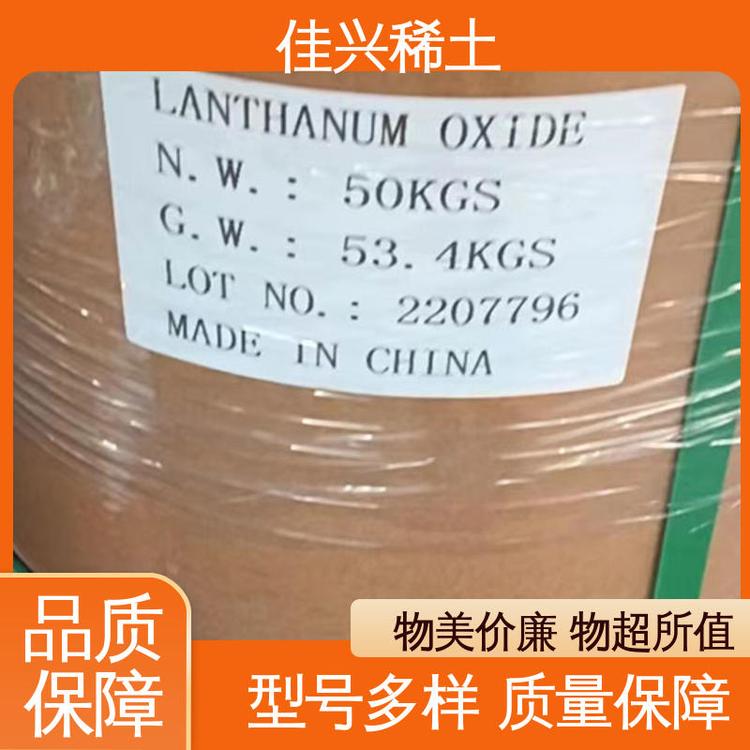 佳兴稀土
LANTHANUM OXIDE
N.W.: 50KGS
G.W.: 53.4KGS
LOT NO.: 2207796
MADE IN CHINA
品质
保障
物美价廉 物超所值
型号多样 质量保障